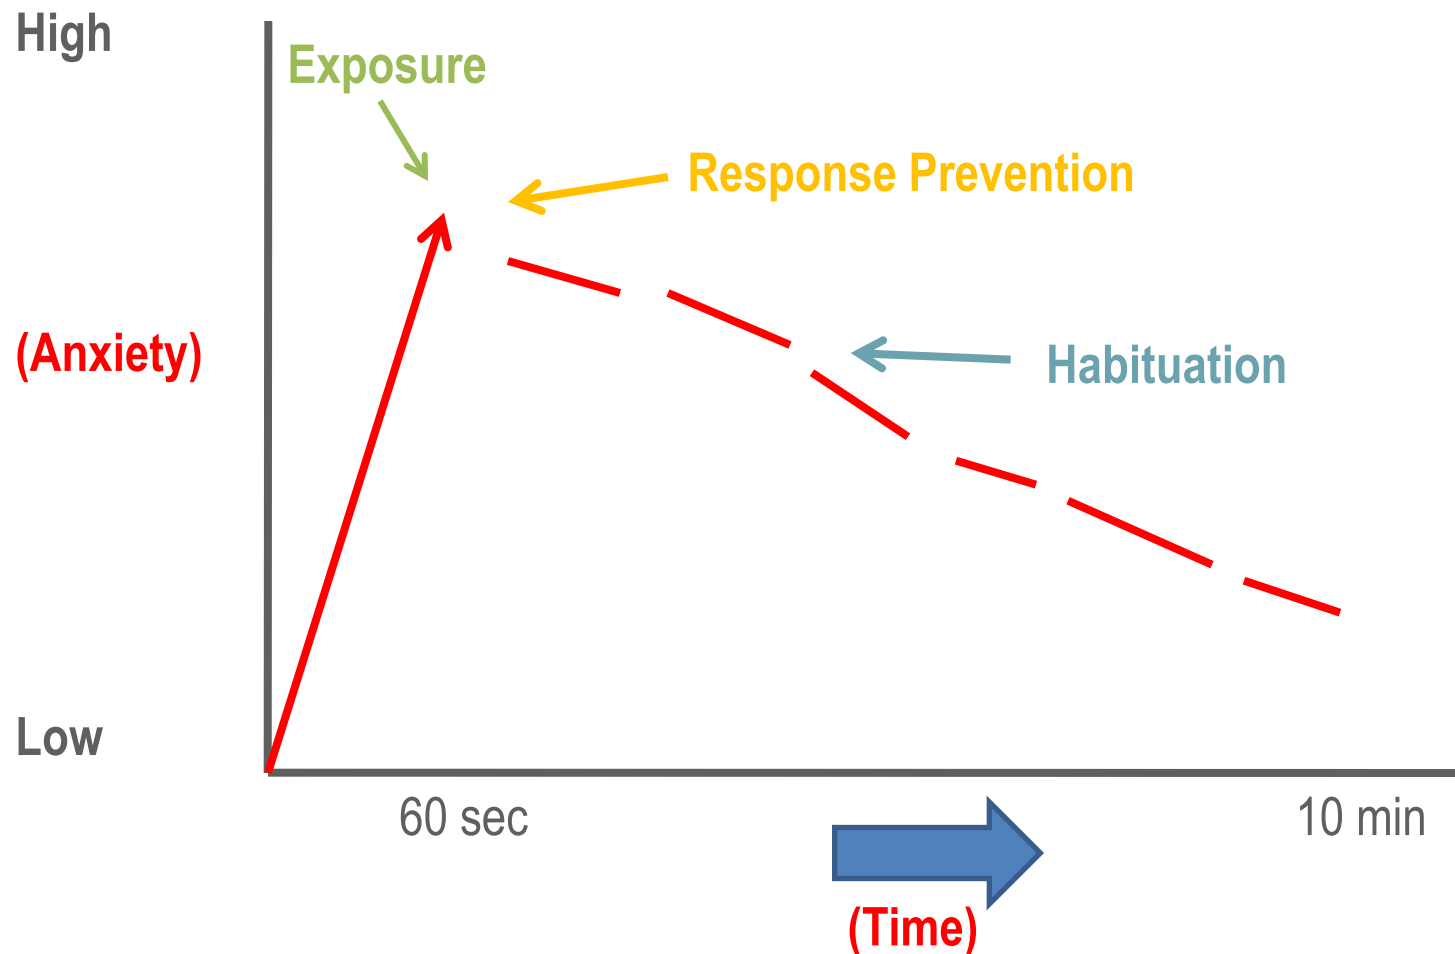 High
Exposure
Response Prevention
(Anxiety)
Habituation
Low
60 sec
10 min
(Time)